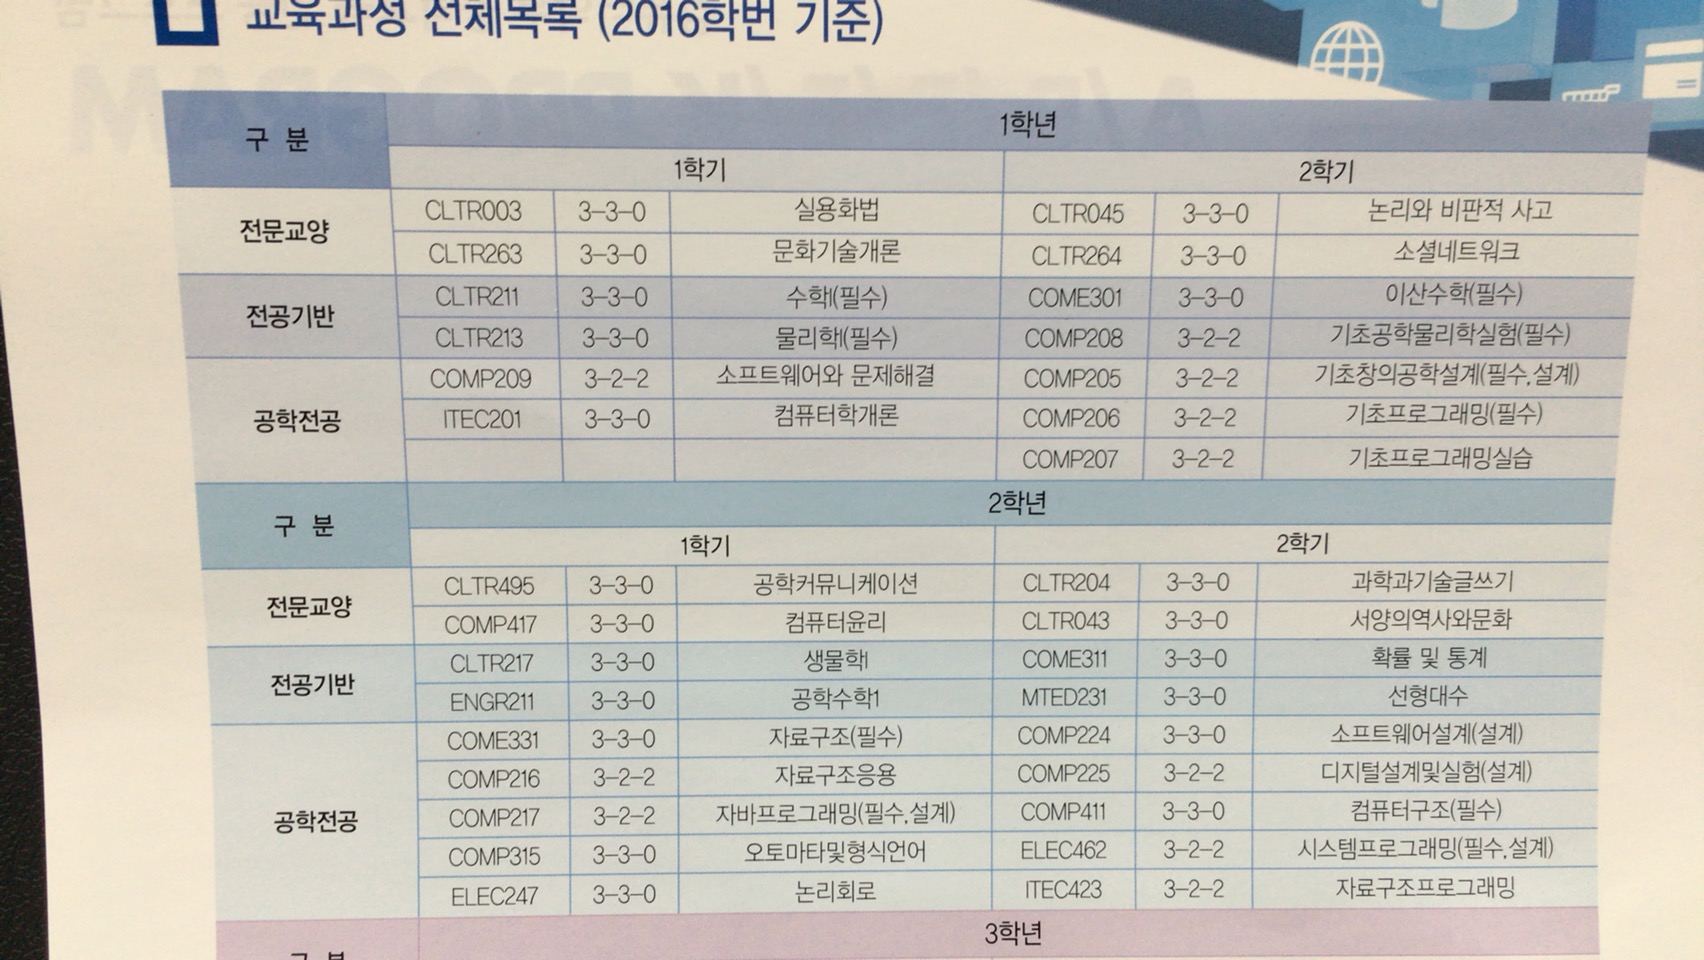 교육과정 전체목록 (2016학번 기준)
구 분 1학년
1학기 2학기
전문교양 CLTR003 3-3-0 실용화법 CLTR045 3-3-0 논리와 비판적 사고
CLTR263 3-3-0 문화기술개론 CLTR264 3-3-0 소셜네트워크
전공기반 CLTR211 3-3-0 수학I(필수) COME301 3-3-0 이산수학(필수)
CLTR213 3-3-0 물리학I(필수) COMP208 3-2-2 기초공학물리학실험(필수)
공학전공 COMP209 3-2-2 소프트웨어와 문제해결 COMP205 3-2-2 기초창의공학설계(필수,설계)
ITEC201 3-3-0 컴퓨터학개론 COMP206 3-2-2 기초프로그래밍(필수)
COMP207 3-2-2 기초프로그래밍실습
구 분 2학년
1학기 2학기
전문교양 CLTR495 3-3-0 공학커뮤니케이션 CLTR204 3-3-0 과학과기술글쓰기
COMP417 3-3-0 컴퓨터윤리 CLTR043 3-3-0 서양의역사와문화
전공기반 CLTR217 3-3-0 생물학I COME311 3-3-0 확률 및 통계
ENGR211 3-3-0 공학수학1 MTED231 3-3-0 선형대수
공학전공 COME331 3-3-0 자료구조(필수) COMP224 3-3-0 소프트웨어설계(설계)
COMP216 3-2-2 자료구조응용 COMP225 3-2-2 디지털설계및실험(설계)
COMP217 3-2-2 자바프로그래밍(필수,설계) COMP411 3-3-0 컴퓨터구조(필수)
COMP315 3-3-0 오토마타및형식언어 ELEC462 3-2-2 시스템프로그래밍(필수,설계)
ELEC247 3-3-0 논리회로 ITEC423 3-2-2 자료구조프로그래밍
구 분 3학년